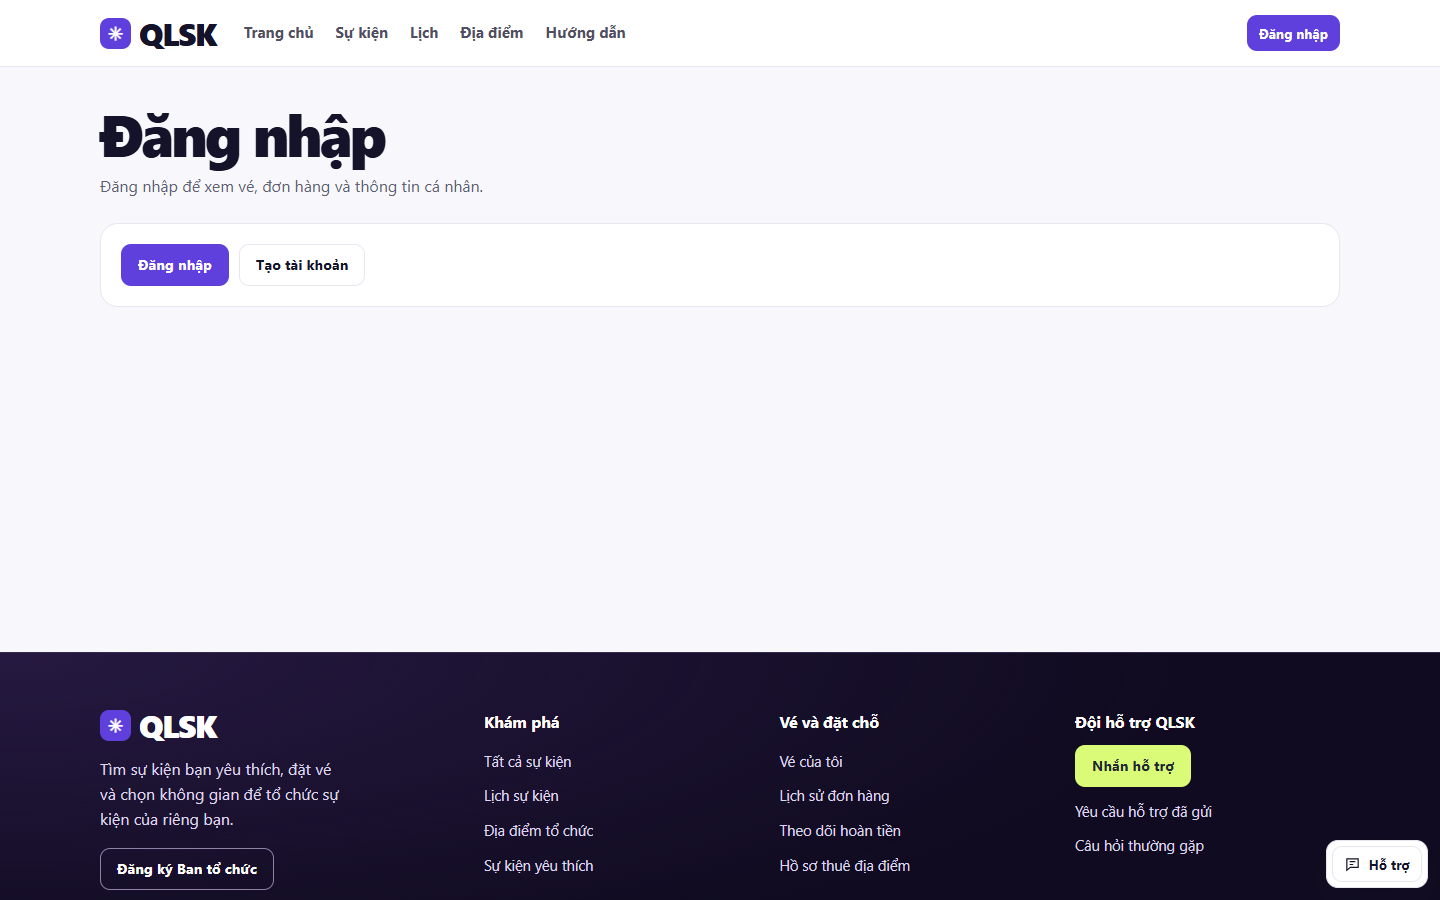 QLSK
Trang chủ
Sự kiện
Lịch
Địa điểm
Hướng dẫn
Đăng nhập
Đăng nhập
Đăng nhập để xem vé, đơn hàng và thông tin cá nhân.
Đăng nhập
Tạo tài khoản
QLSK
Tìm sự kiện bạn yêu thích, đặt vé
và chọn không gian để tổ chức sự
kiện của riêng bạn.
Đăng ký Ban tổ chức
Khám phá
Tất cả sự kiện
Lịch sự kiện
Địa điểm tổ chức
Sự kiện yêu thích
Vé và đặt chỗ
Vé của tôi
Lịch sử đơn hàng
Theo dõi hoàn tiền
Hồ sơ thuê địa điểm
Đội hỗ trợ QLSK
Nhắn hỗ trợ
Yêu cầu hỗ trợ đã gửi
Câu hỏi thường gặp
Hỗ trợ